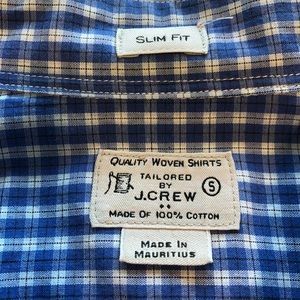 SLIM FIT
QUALITY WOVEN SHIRTS
TAILORED
BY
J.CREW
S
MADE OF 100% COTTON
MADE IN
MAURITIUS